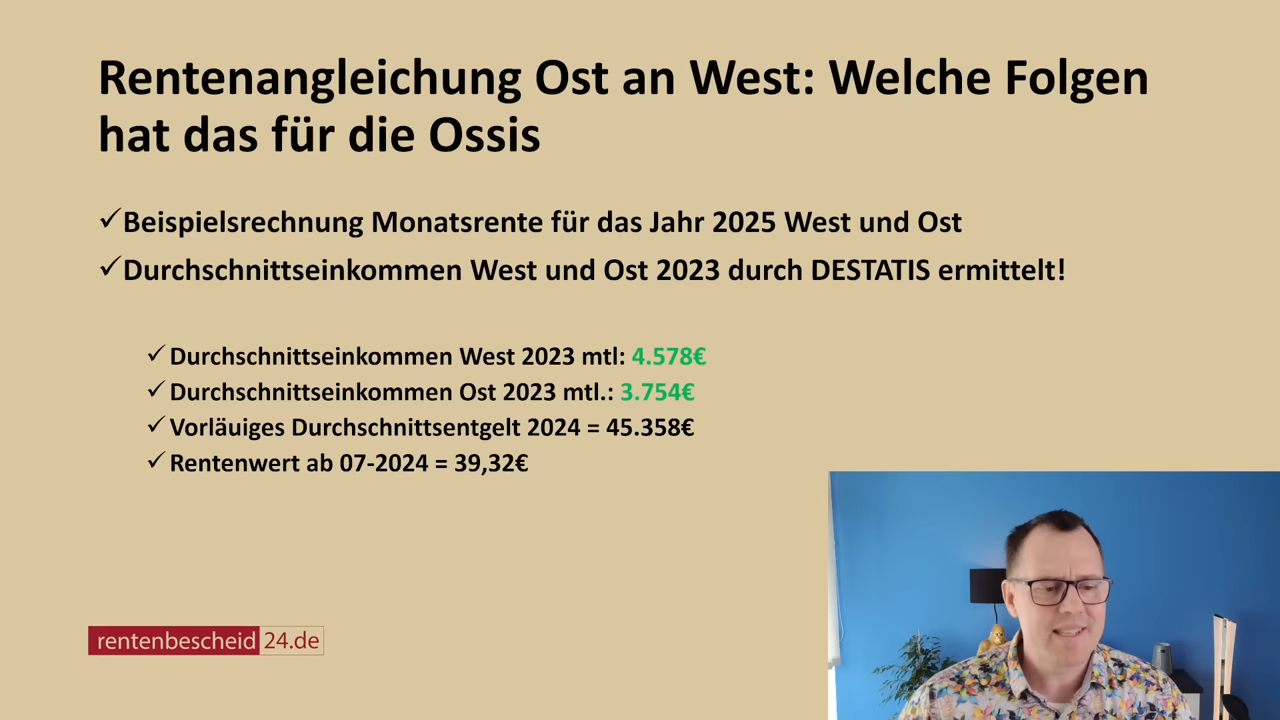 Rentenangleichung Ost an West: Welche Folgen
hat das für die Ossis
✓Beispielsrechnung Monatsrente für das Jahr 2025 West und Ost
✓Durchschnittseinkommen West und Ost 2023 durch DESTATIS ermittelt!
✓Durchschnittseinkommen West 2023 mtl: 4.578€
✓Durchschnittseinkommen Ost 2023 mtl.: 3.754€
✓Vorläuiges Durchschnittsentgelt 2024 = 45.358€
✓Rentenwert ab 07-2024 = 39,32€
rentenbescheid 24.de